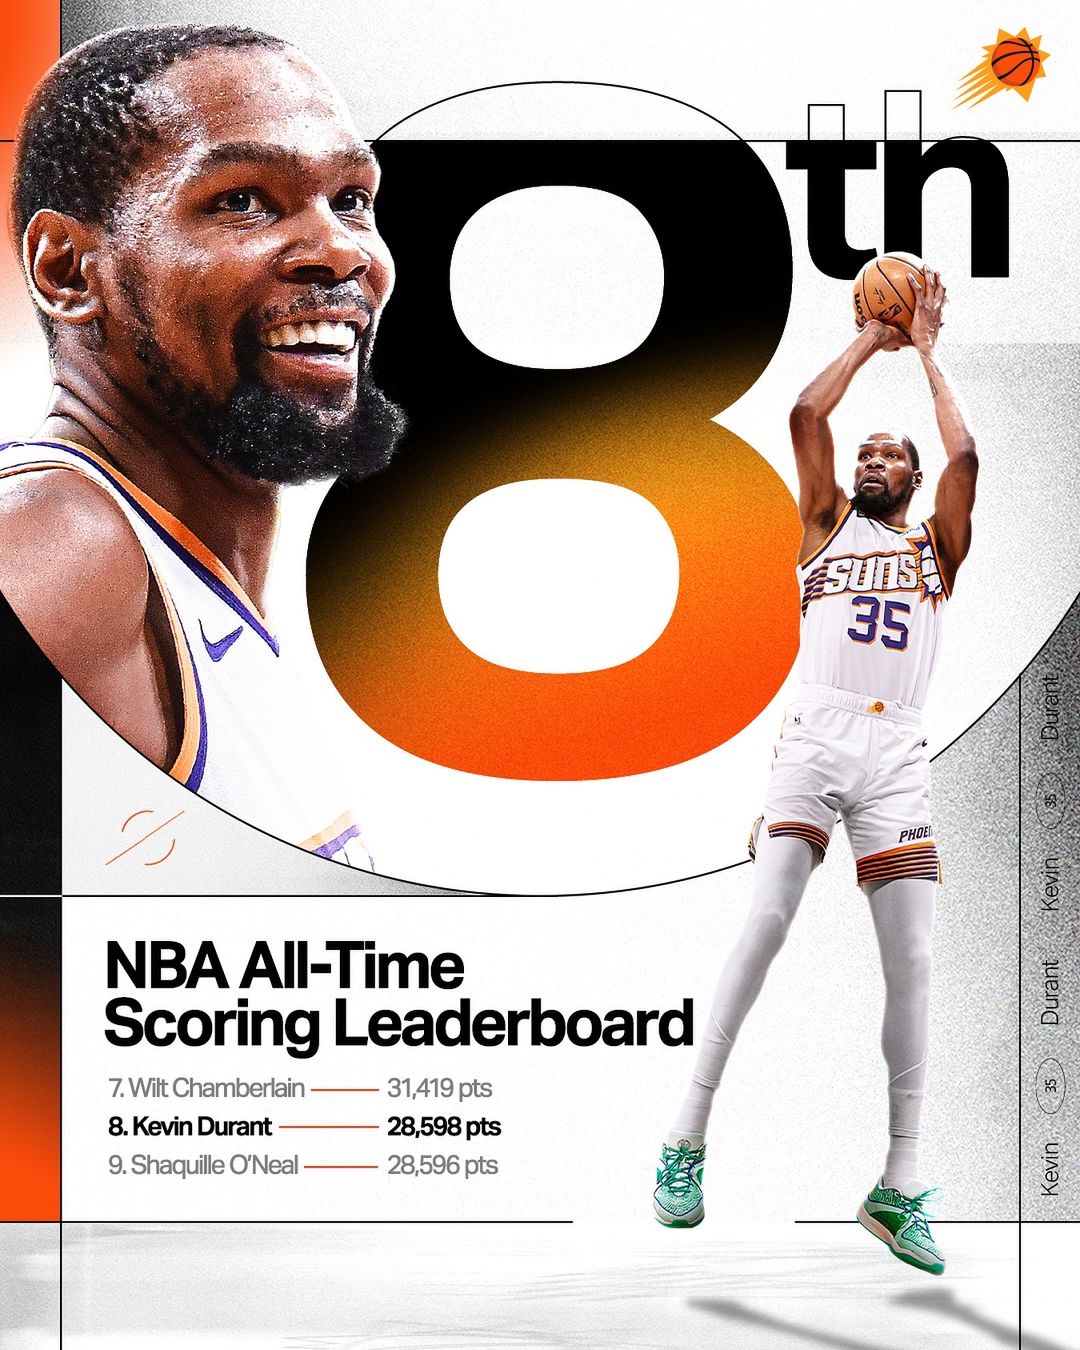 8th
SUNS
35
PHOE
NBA All-Time
Scoring Leaderboard
7. Wilt Chamberlain 31,419 pts
8. Kevin Durant 28,598 pts
9. Shaquille O'Neal 28,596 pts
Kevin 35 Durant Kevin 35 Durant